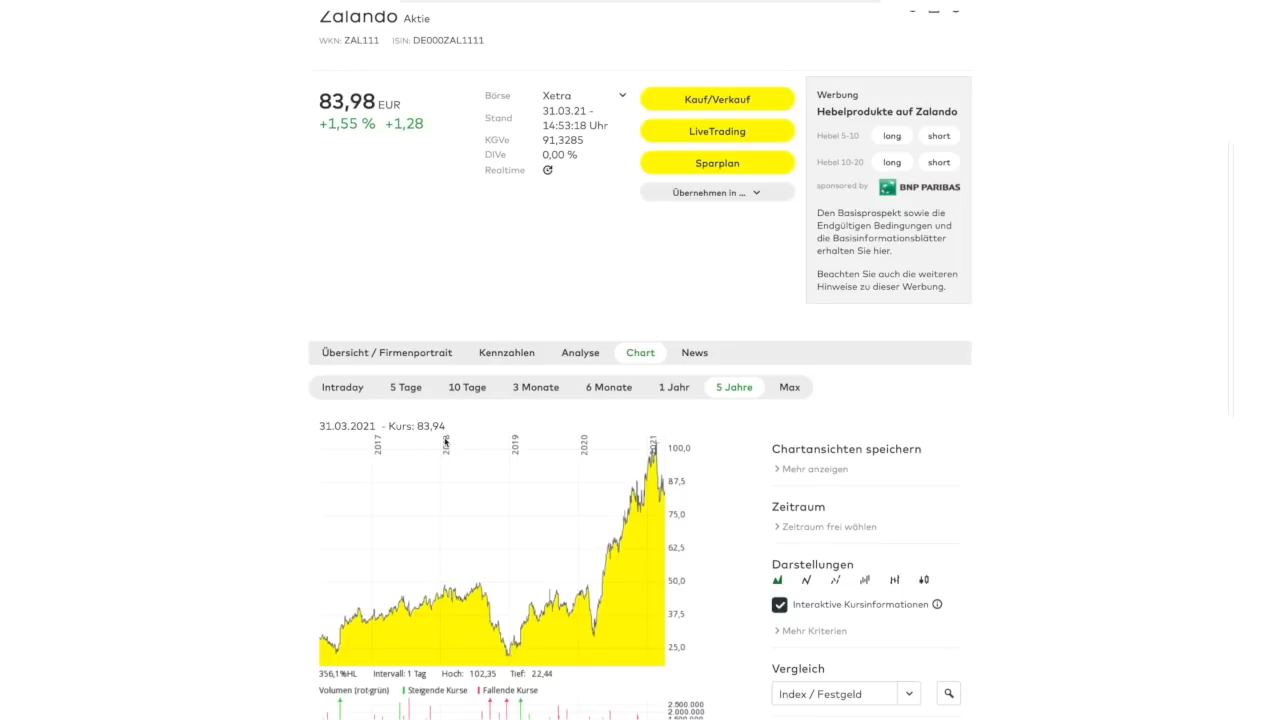 Zalando Aktie
WKN: ZAL111 ISIN: DE000ZAL1111
83,98 EUR
+1,55 % +1,28
Börse Xetra
Stand 31.03.21 -
14:53:18 Uhr
KGVe 91,3285
DIVe 0,00 %
Realtime
Kauf/Verkauf
LiveTrading
Sparplan
Übernehmen in ...
Werbung
Hebelprodukte auf Zalando
Hebel 5-10 long short
Hebel 10-20 long short
sponsored by BNP PARIBAS
Den Basisprospekt sowie die
Endgültigen Bedingungen und
die Basisinformationsblätter
erhalten Sie hier.
Beachten Sie auch die weiteren
Hinweise zu dieser Werbung.
Übersicht / Firmenportrait Kennzahlen Analyse Chart News
Intraday 5 Tage 10 Tage 3 Monate 6 Monate 1 Jahr 5 Jahre Max
31.03.2021 - Kurs: 83,94
2017 2018 2019 2020 2021
100,0
87,5
75,0
62,5
50,0
37,5
25,0
356,1%HL Intervall: 1 Tag Hoch: 102,35 Tief: 22,44
Volumen (rot-grün) Steigende Kurse Fallende Kurse
2.500.000
2.000.000
Chartansichten speichern
Mehr anzeigen
Zeitraum
Zeitraum frei wählen
Darstellungen
Interaktive Kursinformationen
Mehr Kriterien
Vergleich
Index / Festgeld